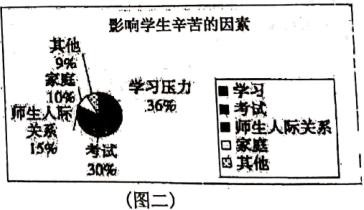 影响学生辛苦的因素
其他
9%
家庭
10%
师生人际
关系
15%
考试
30%
学习压力
36%
学习
考试
师生人际关系
家庭
其他
(图二)